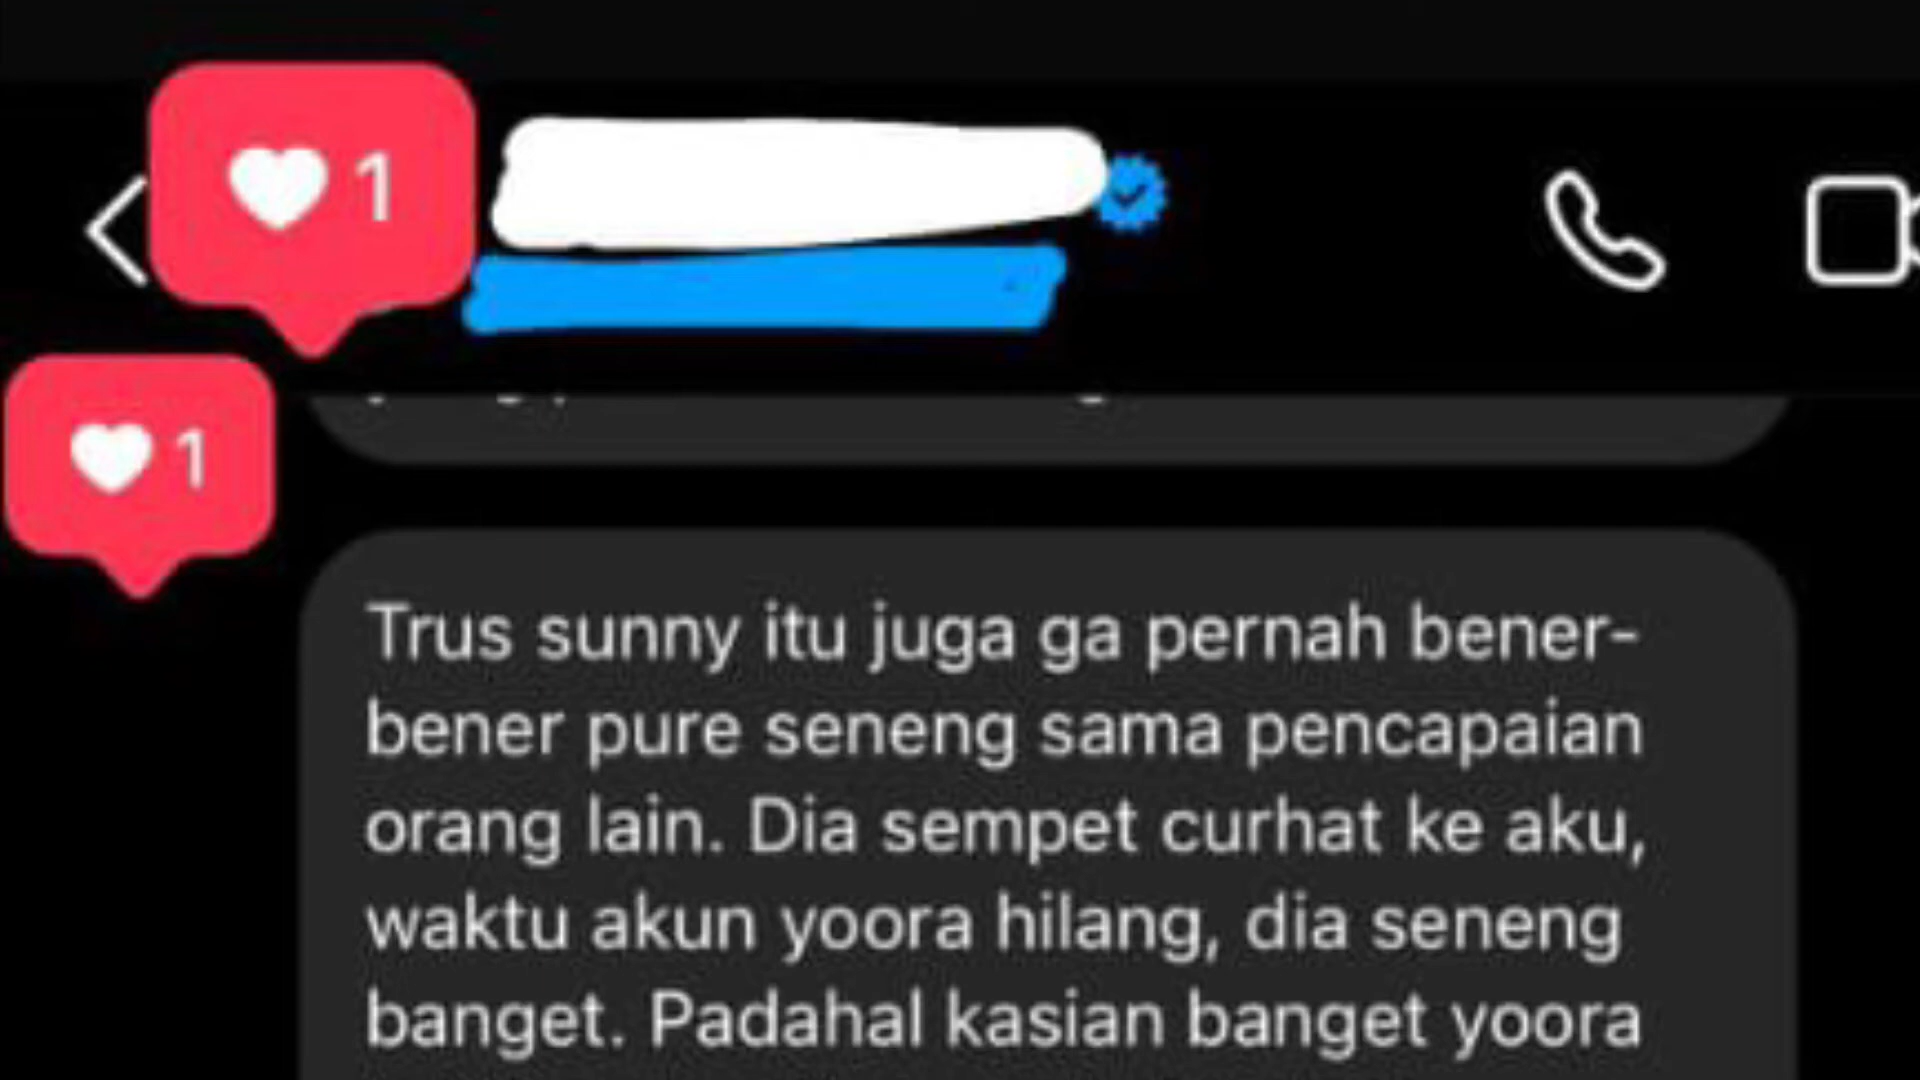 1
1
Trus sunny itu juga ga pernah bener-
bener pure seneng sama pencapaian
orang lain. Dia sempet curhat ke aku,
waktu akun yoora hilang, dia seneng
banget. Padahal kasian banget yoora